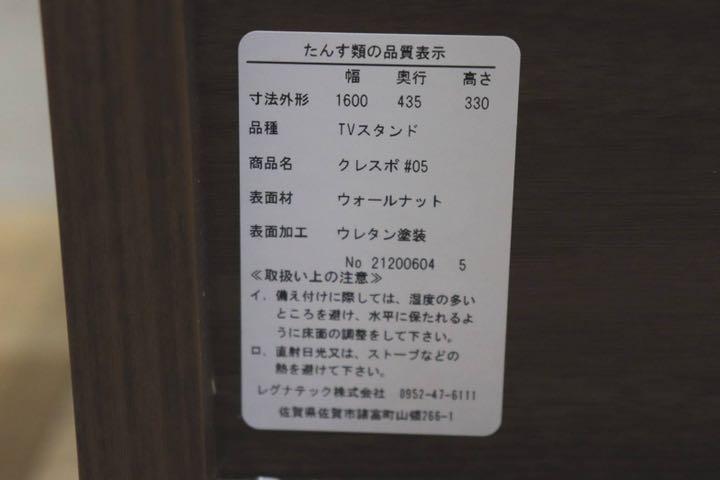 たんす類の品質表示
幅 奥行 高さ
寸法外形 1600 435 330
品種 TVスタンド
商品名 クレスポ #05
表面材 ウォールナット
表面加工 ウレタン塗装
No 21200604 5
≪取扱い上の注意≫
イ. 備え付けに際しては、湿度の多い
ところを避け、水平に保たれるよ
うに床面の調整をして下さい。
ロ. 直射日光又は、ストーブなどの
熱を避けて下さい。
レグナテック株式会社 0952-47-6111
佐賀県佐賀市諸富町山領266-1